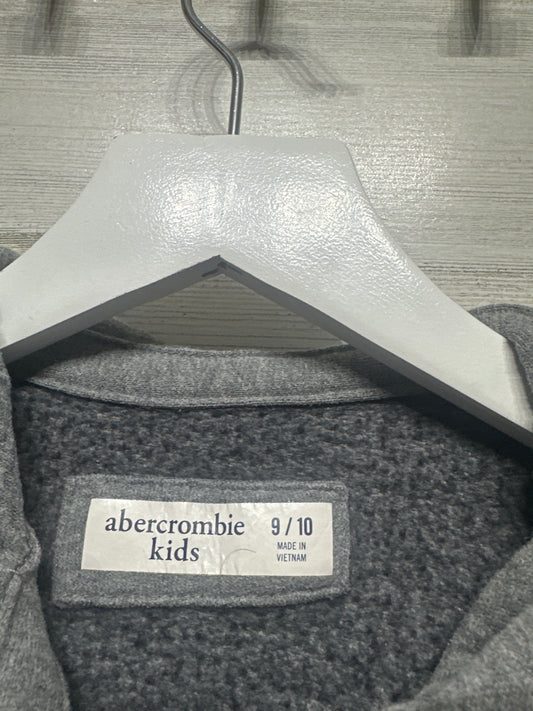 abercrombie
kids
9 / 10
MADE IN
VIETNAM